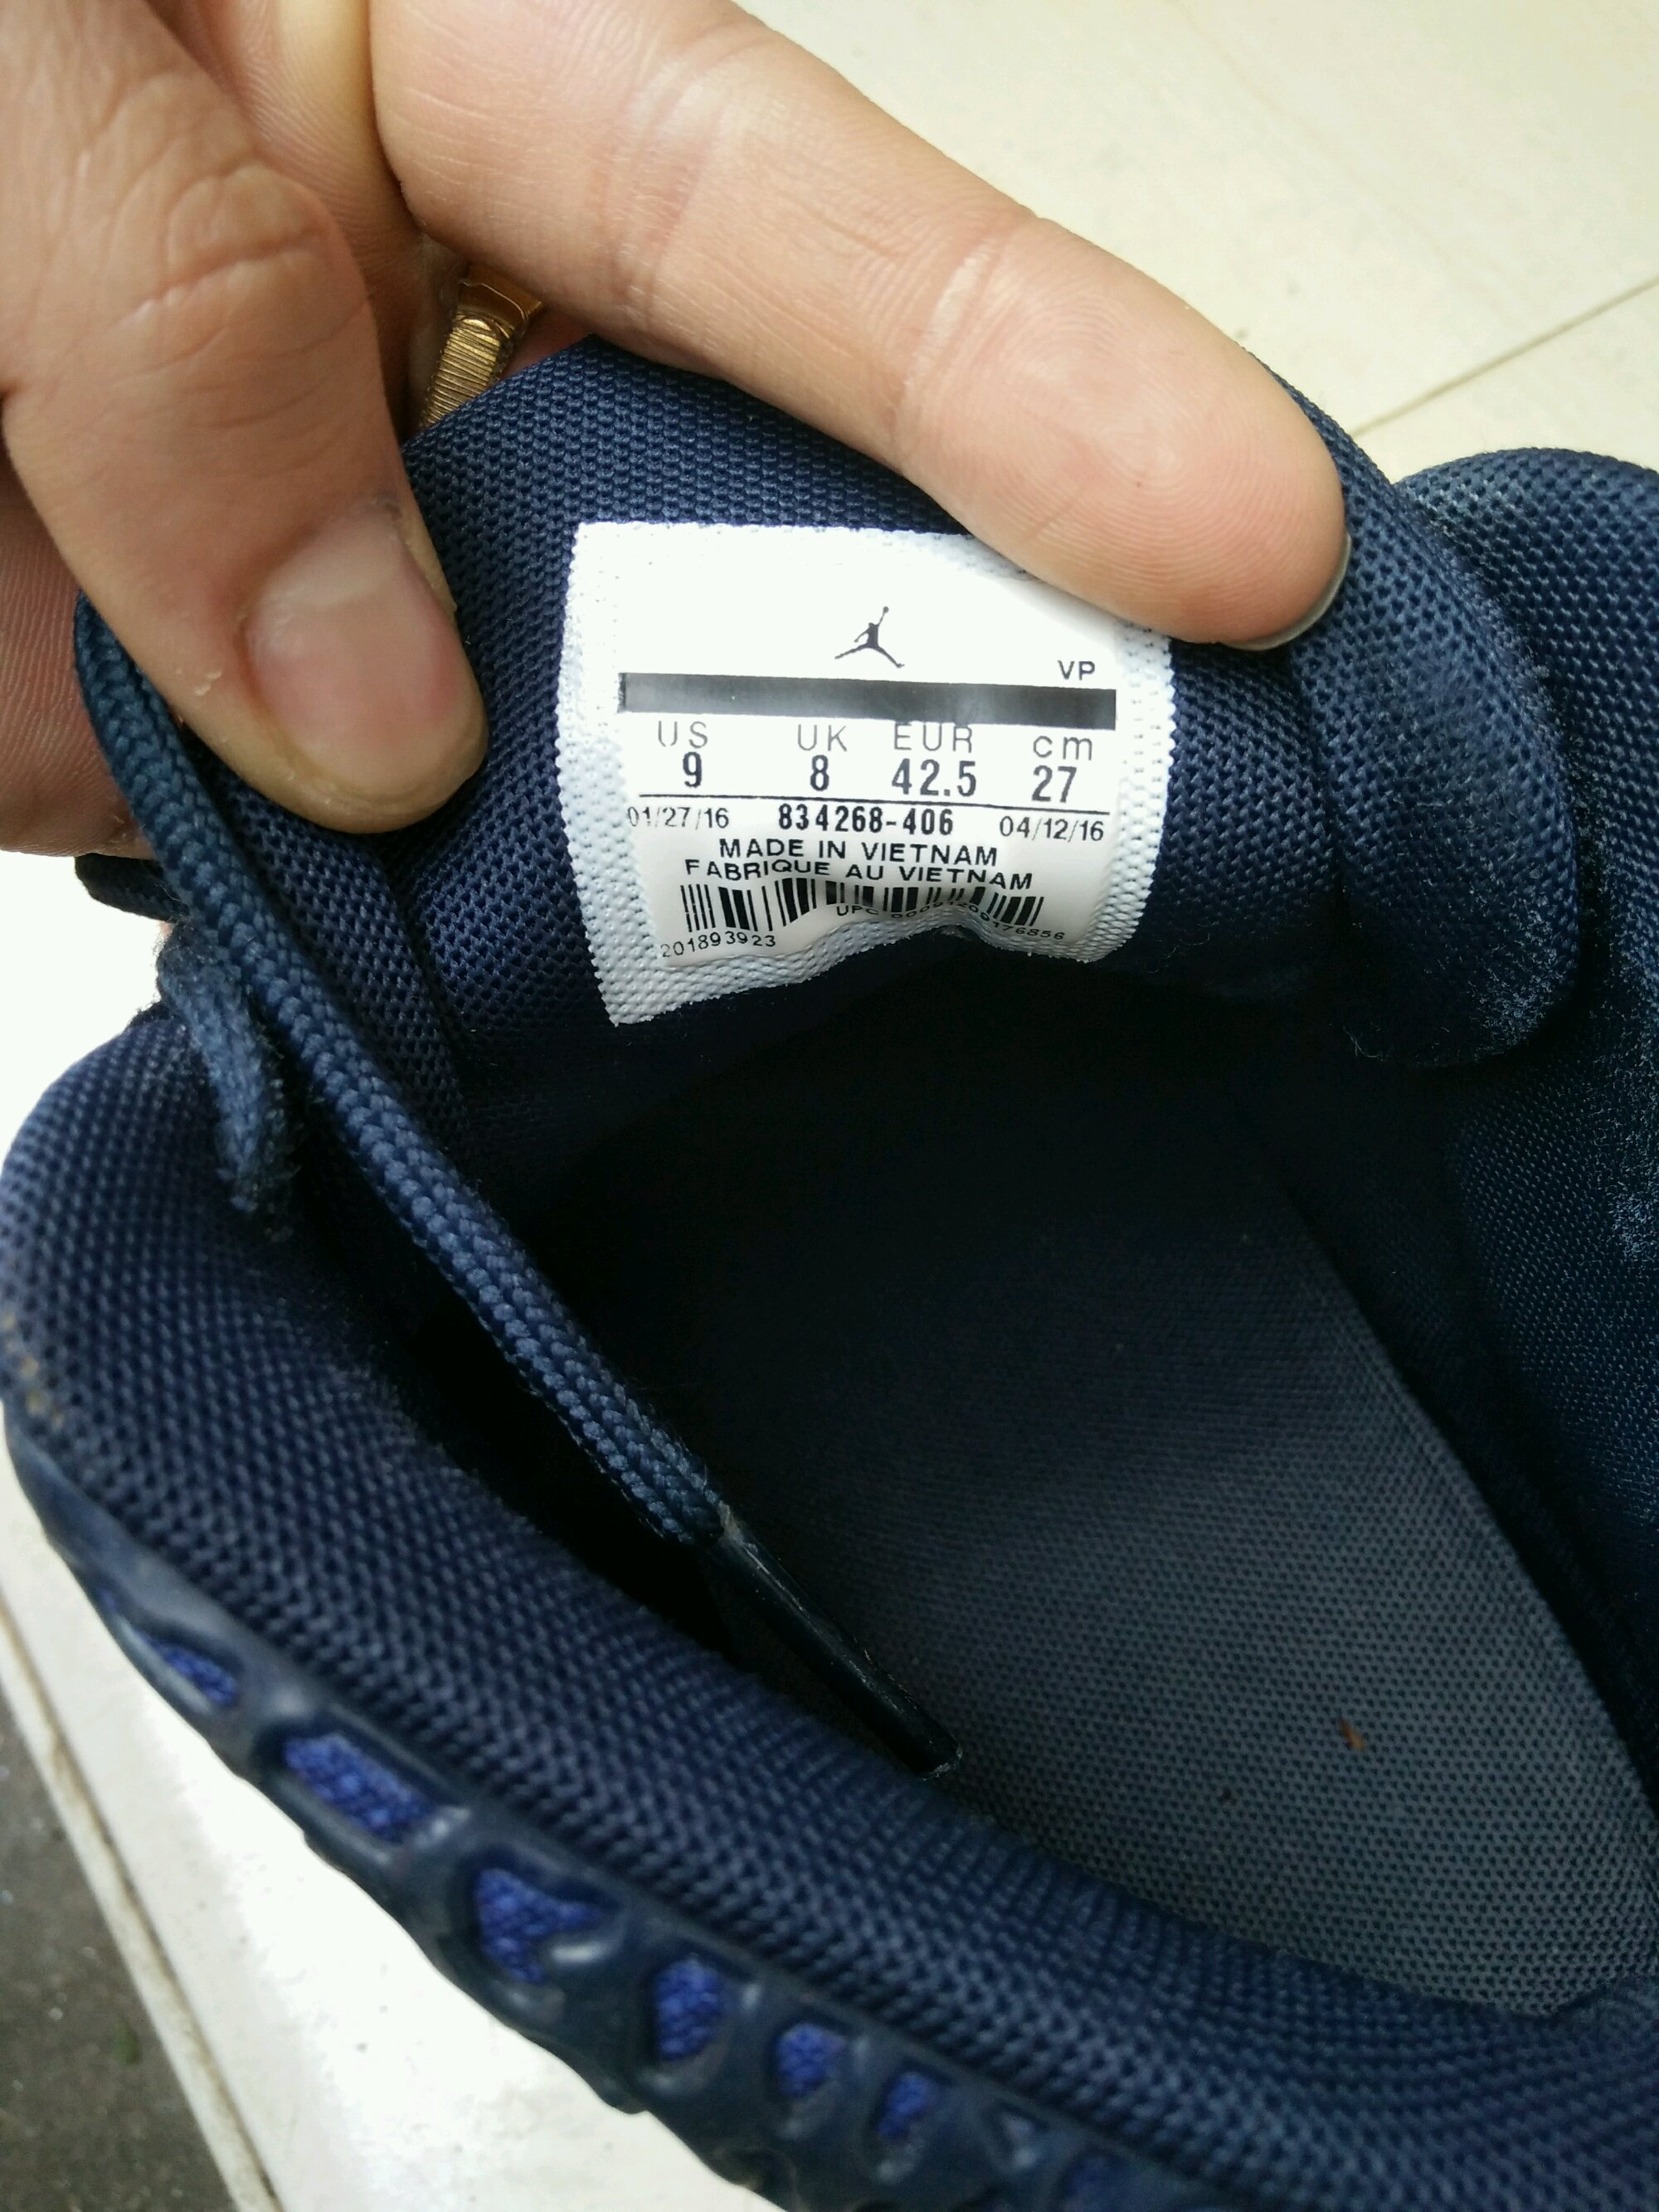 VP
US UK EUR cm
9 8 42.5 27
01/27/16 834268-406 04/12/16
MADE IN VIETNAM
FABRIQUE AU VIETNAM
UPC
201893923